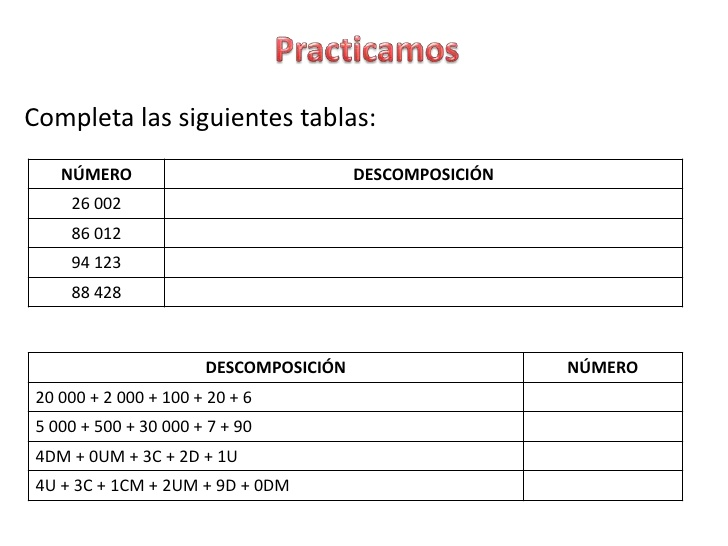 Practicamos
Completa las siguientes tablas:
NÚMERO DESCOMPOSICIÓN
26 002
86 012
94 123
88 428
DESCOMPOSICIÓN NÚMERO
20 000 + 2 000 + 100 + 20 + 6
5 000 + 500 + 30 000 + 7 + 90
4DM + 0UM + 3C + 2D + 1U
4U + 3C + 1CM + 2UM + 9D + 0DM